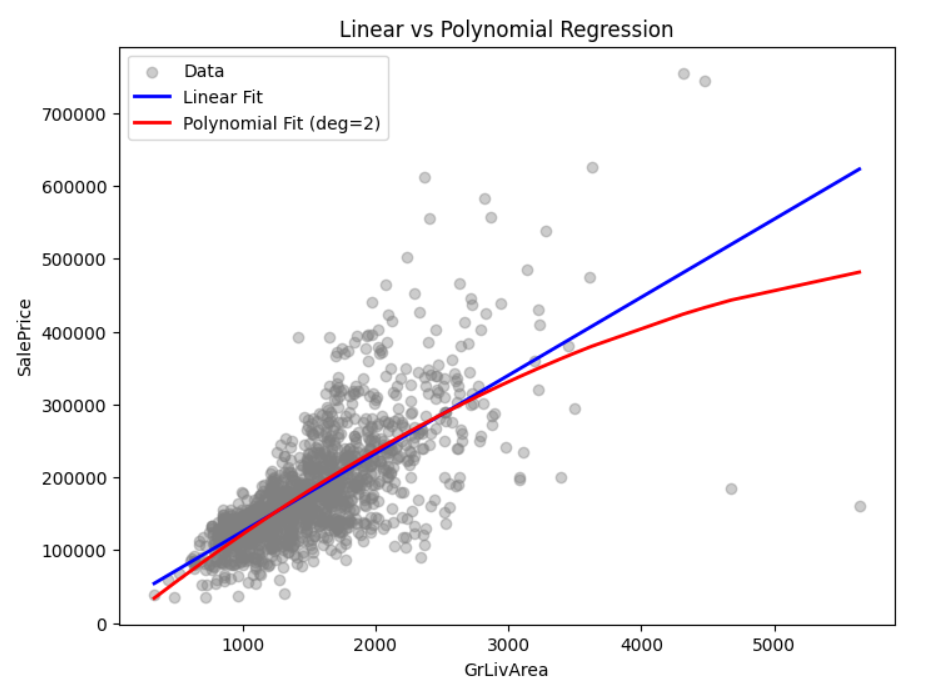 Linear vs Polynomial Regression
Data
Linear Fit
Polynomial Fit (deg=2)
700000
600000
500000
400000
300000
200000
100000
0
SalePrice
1000 2000 3000 4000 5000
GrLivArea